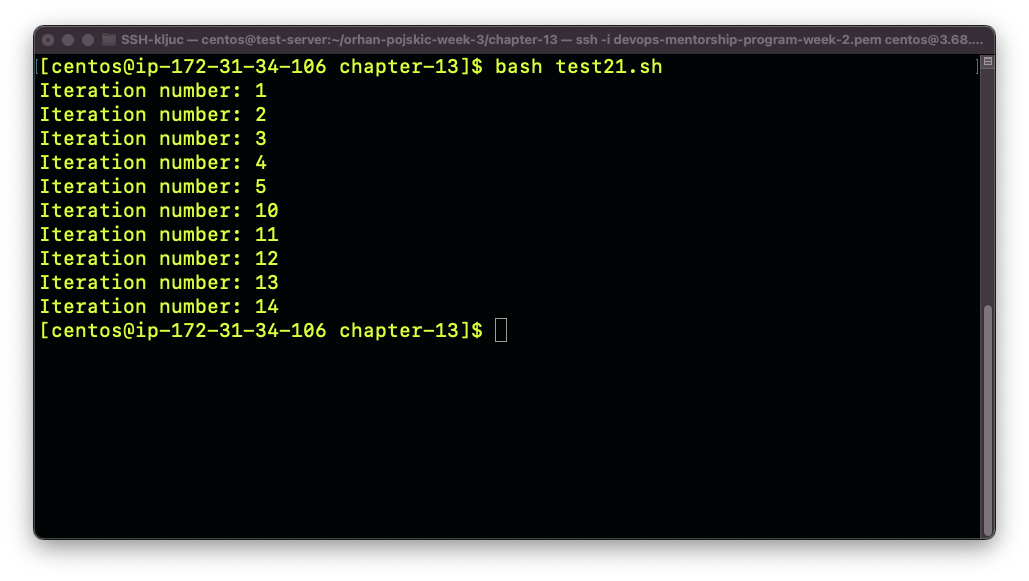 SSH-kljuc — centos@test-server:~/orhan-pojskic-week-3/chapter-13 — ssh -i devops-mentorship-program-week-2.pem centos@3.68....
[centos@ip-172-31-34-106 chapter-13]$ bash test21.sh
Iteration number: 1
Iteration number: 2
Iteration number: 3
Iteration number: 4
Iteration number: 5
Iteration number: 10
Iteration number: 11
Iteration number: 12
Iteration number: 13
Iteration number: 14
[centos@ip-172-31-34-106 chapter-13]$